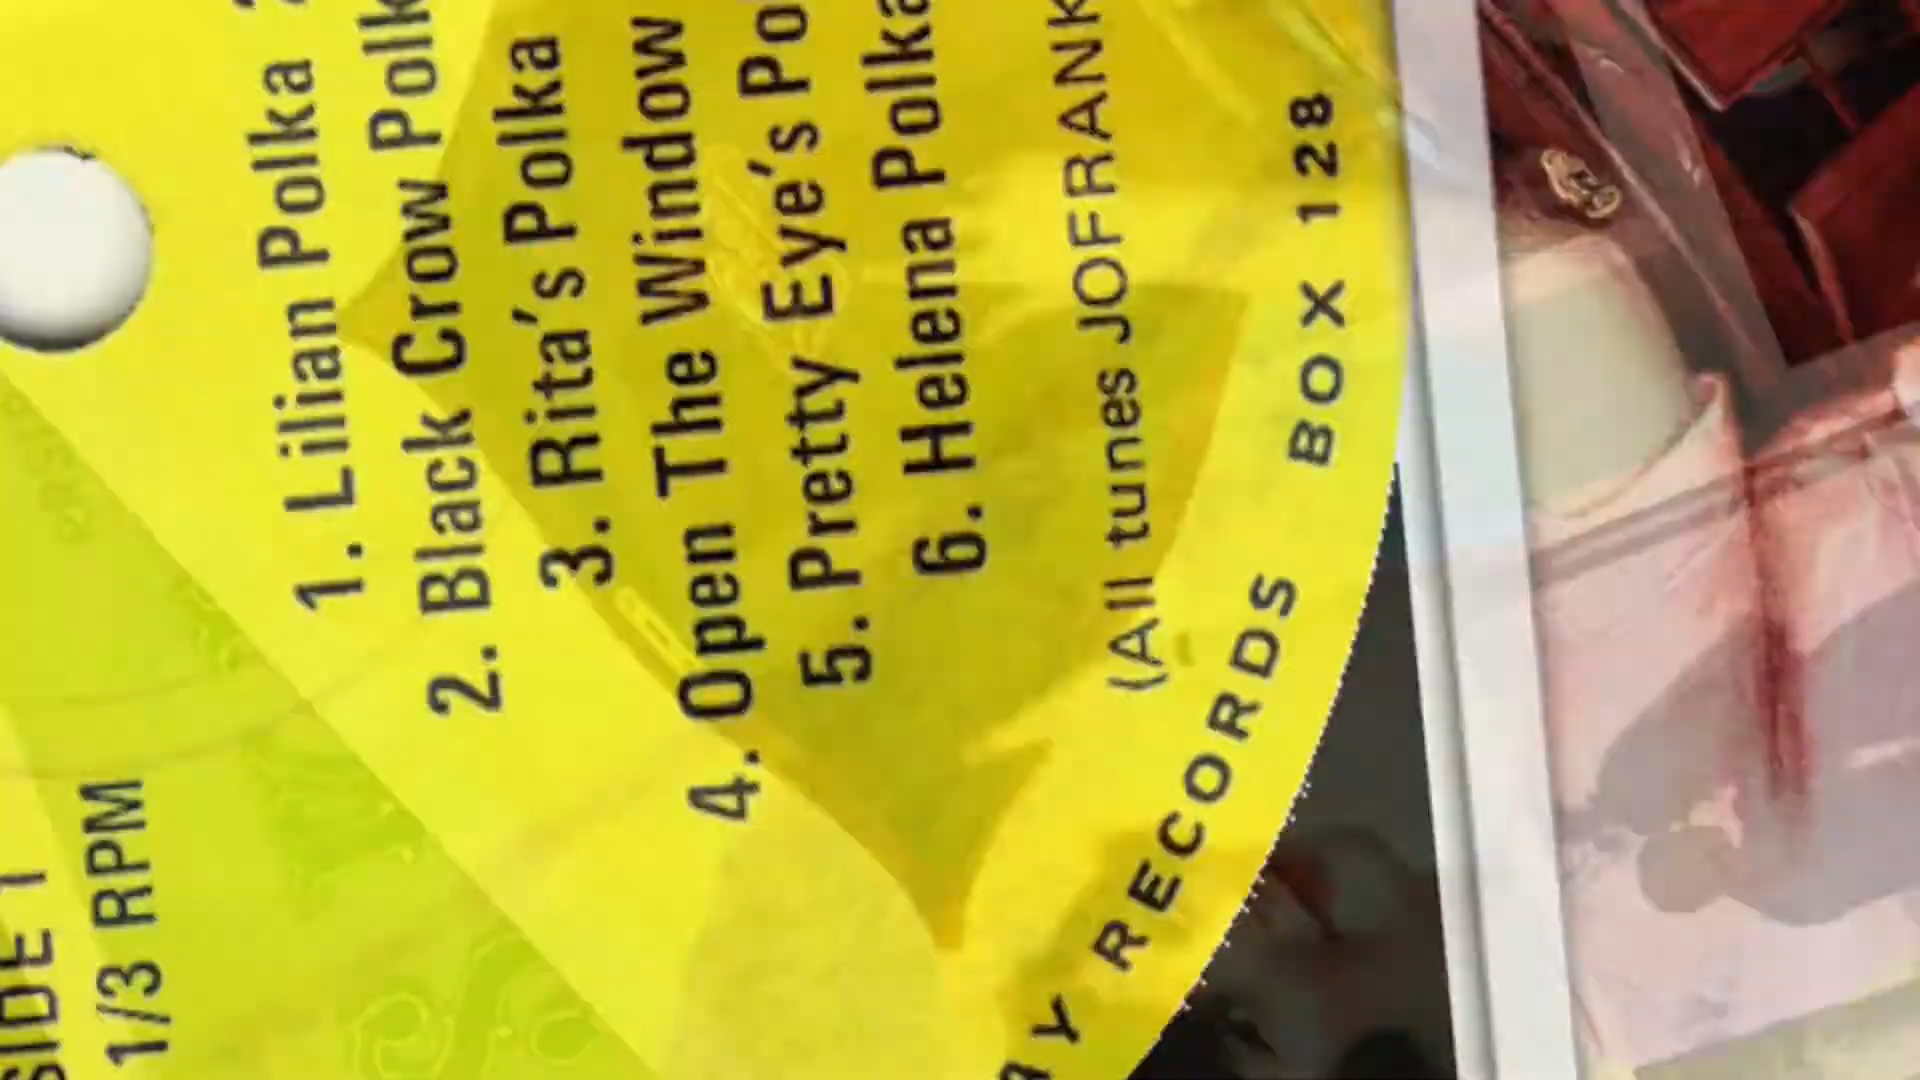 SIDE 1
1/3 RPM
1. Lilian Polka
2. Black Crow Polk
3. Rita's Polka
4. Open The Window
5. Pretty Eye's Po
6. Helena Polka
(All tunes JOFRANK
Y RECORDS BOX 128